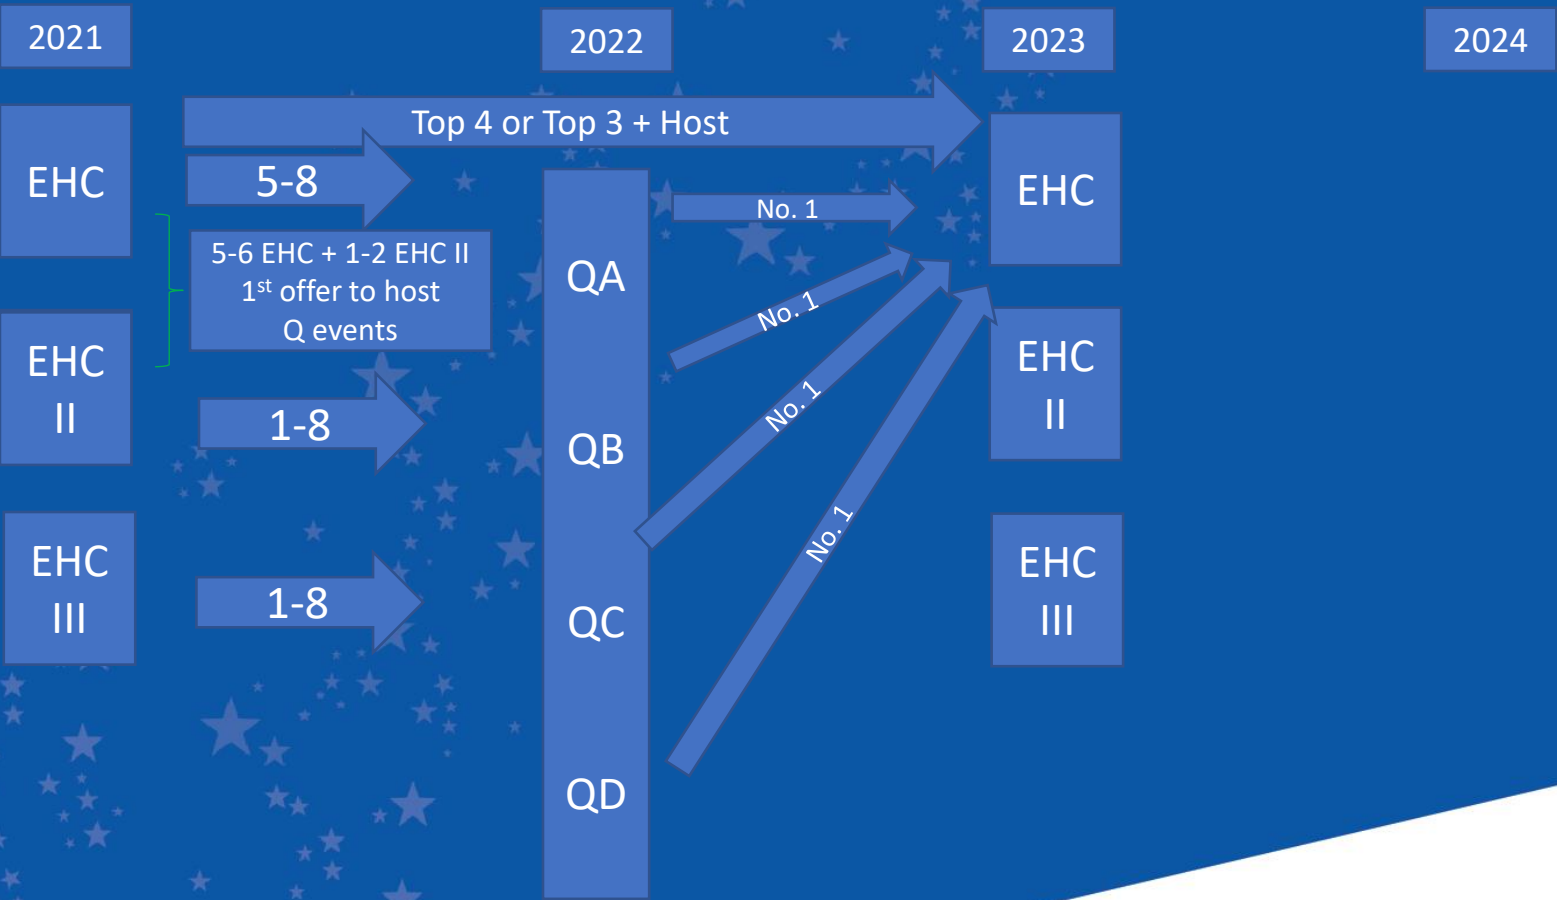 2021
2022
2023
2024
Top 4 or Top 3 + Host
EHC
5-8
No. 1
EHC
5-6 EHC + 1-2 EHC II
1st offer to host
Q events
QA
No. 1
EHC
II
1-8
QB
No. 1
EHC
II
EHC
III
1-8
QC
No. 1
EHC
III
QD